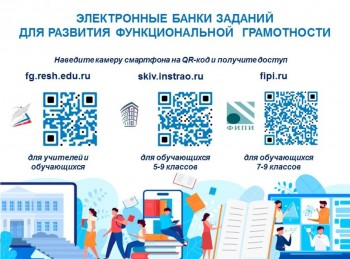 ЭЛЕКТРОННЫЕ БАНКИ ЗАДАНИЙ
ДЛЯ РАЗВИТИЯ ФУНКЦИОНАЛЬНОЙ ГРАМОТНОСТИ
Наведите камеру смартфона на QR-код и получите доступ
fg.resh.edu.ru
skiv.instrao.ru
fipi.ru
ФИПИ
для учителей и
обучающихся
для обучающихся
5-9 классов
для обучающихся
7-9 классов